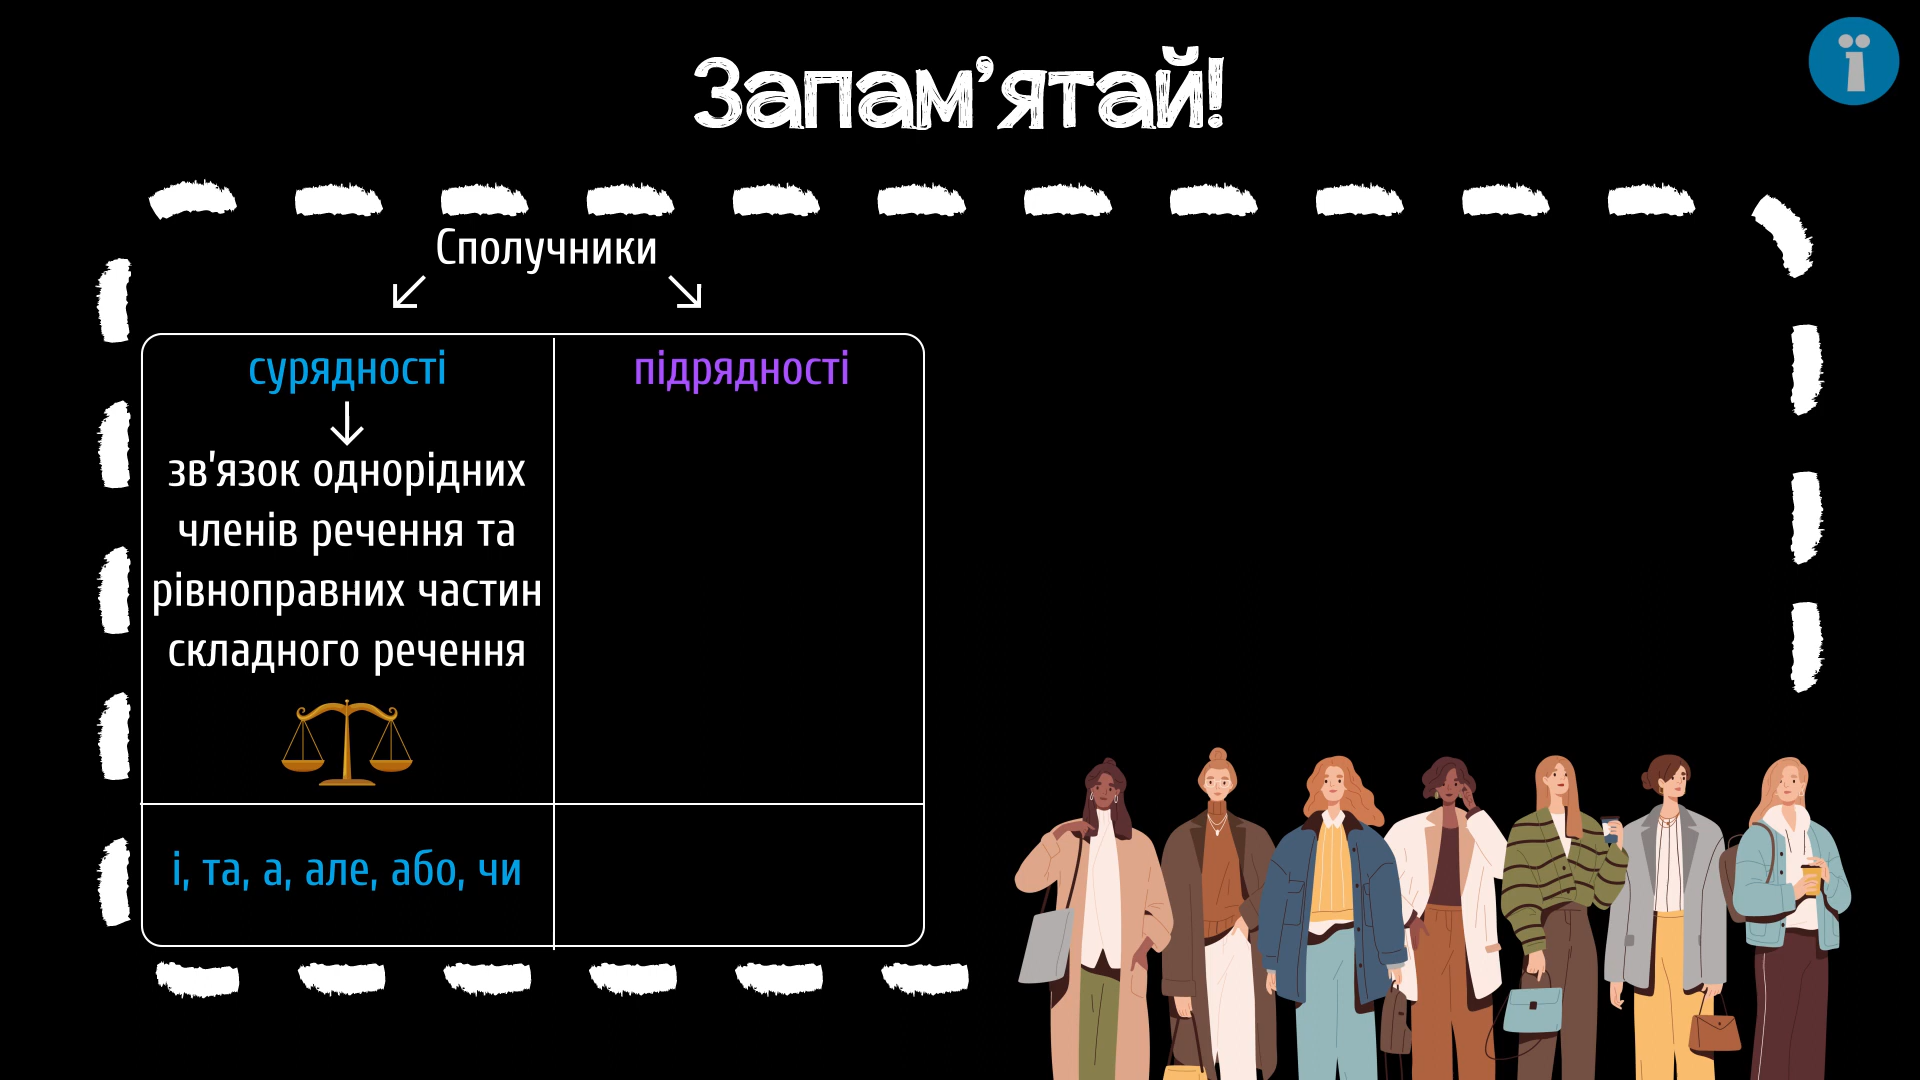 Запам’ятай!
ї
Сполучники
сурядності
підрядності
зв'язок однорідних
членів речення та
рівноправних частин
складного речення
і, та, а, але, або, чи